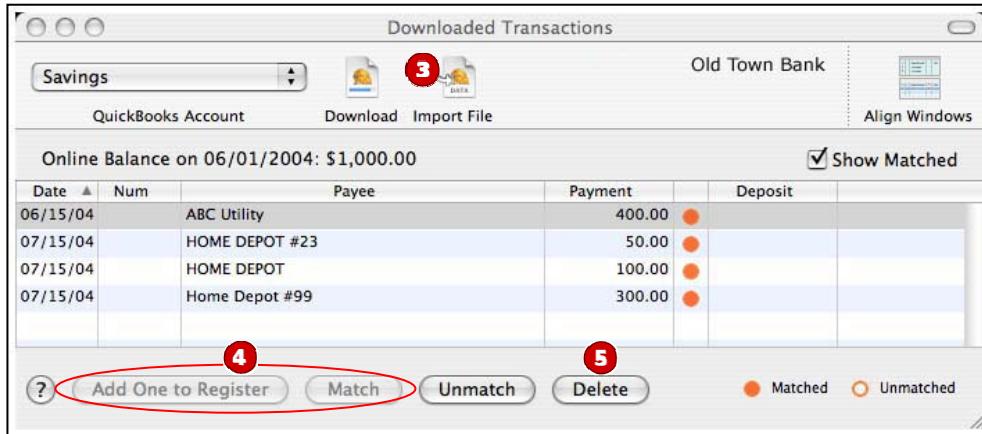 Downloaded Transactions
Savings
3
DATA
Old Town Bank
QuickBooks Account Download Import File Align Windows
Online Balance on 06/01/2004: $1,000.00 Show Matched
Date Num Payee Payment Deposit
06/15/04 ABC Utility 400.00
07/15/04 HOME DEPOT #23 50.00
07/15/04 HOME DEPOT 100.00
07/15/04 Home Depot #99 300.00
4 5
? Add One to Register Match Unmatch Delete Matched Unmatched